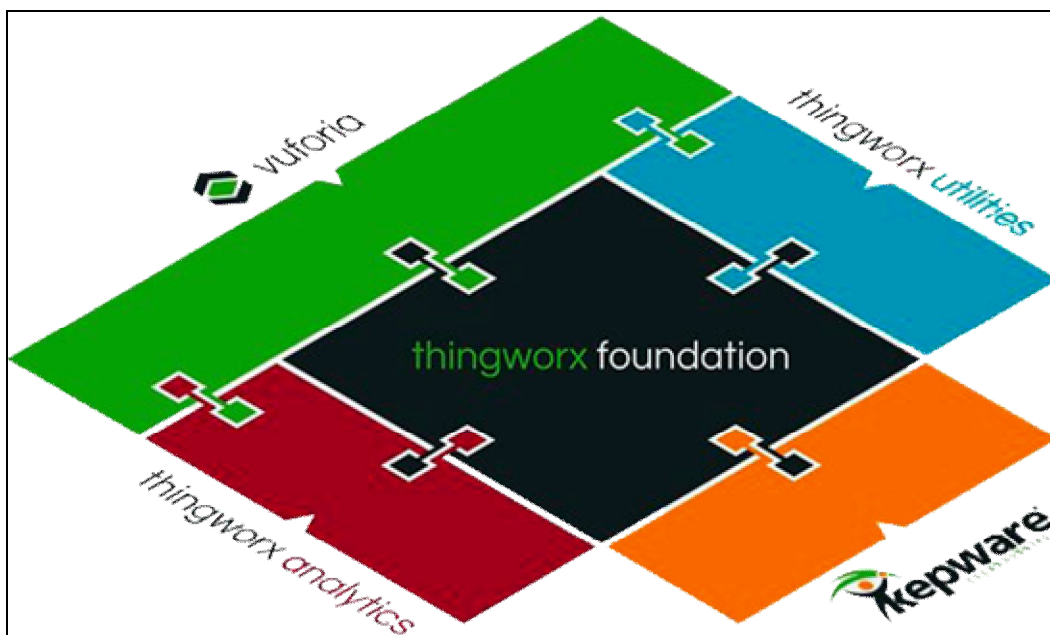 vuforia
thingworx utilities
thingworx foundation
thingworx analytics
kepware